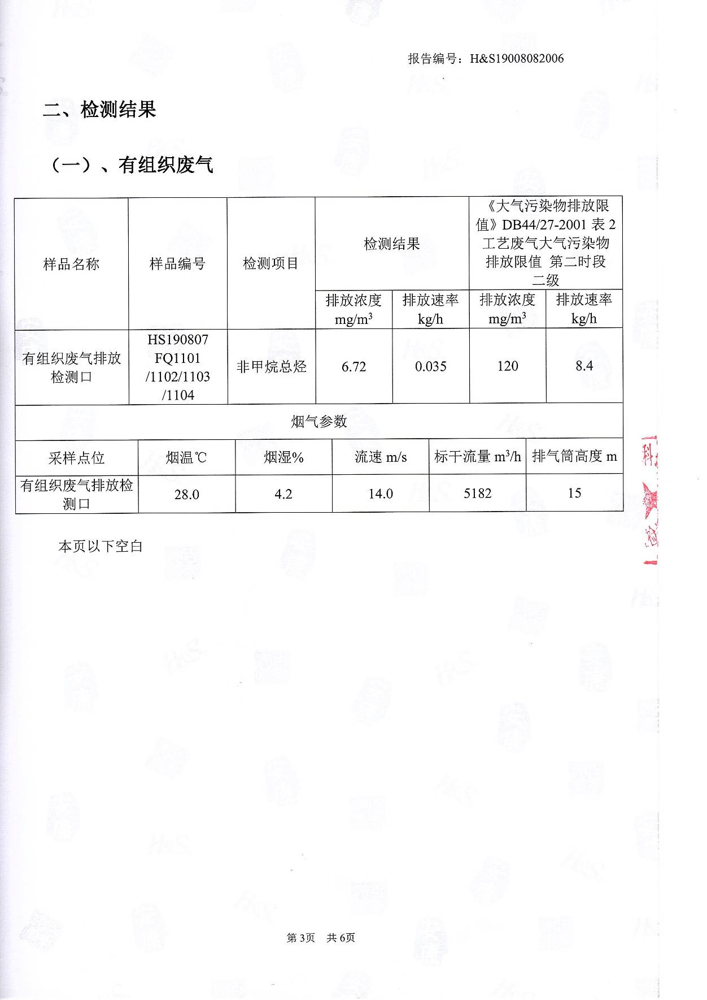 报告编号：H&S19008082006
二、检测结果
（一）、有组织废气
样品名称
样品编号
检测项目
检测结果
《大气污染物排放限
值》DB44/27-2001 表 2
工艺废气大气污染物
排放限值 第二时段
二级
排放浓度
mg/m³
排放速率
kg/h
排放浓度
mg/m³
排放速率
kg/h
有组织废气排放
检测口
HS190807
FQ1101
/1102/1103
/1104
非甲烷总烃
6.72
0.035
120
8.4
烟气参数
采样点位
烟温℃
烟湿%
流速 m/s
标干流量 m³/h
排气筒高度 m
有组织废气排放检
测口
28.0
4.2
14.0
5182
15
本页以下空白
科
检
第 3页 共 6页